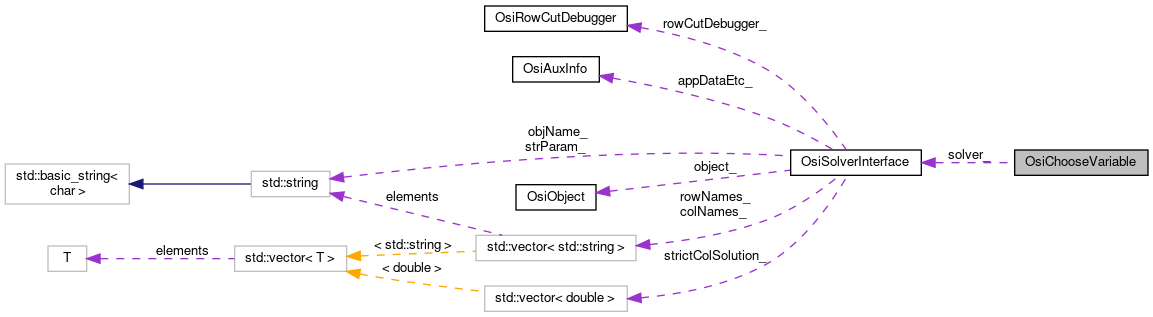 OsiRowCutDebugger
rowCutDebugger_
OsiAuxInfo
appDataEtc_
objName_
strParam_
std::basic_string<
char >
std::string
OsiSolverInterface
solver_
OsiChooseVariable
object_
OsiObject
elements
rowNames_
colNames_
T
elements
std::vector< T >
< std::string >
std::vector< std::string >
< double >
strictColSolution_
std::vector< double >